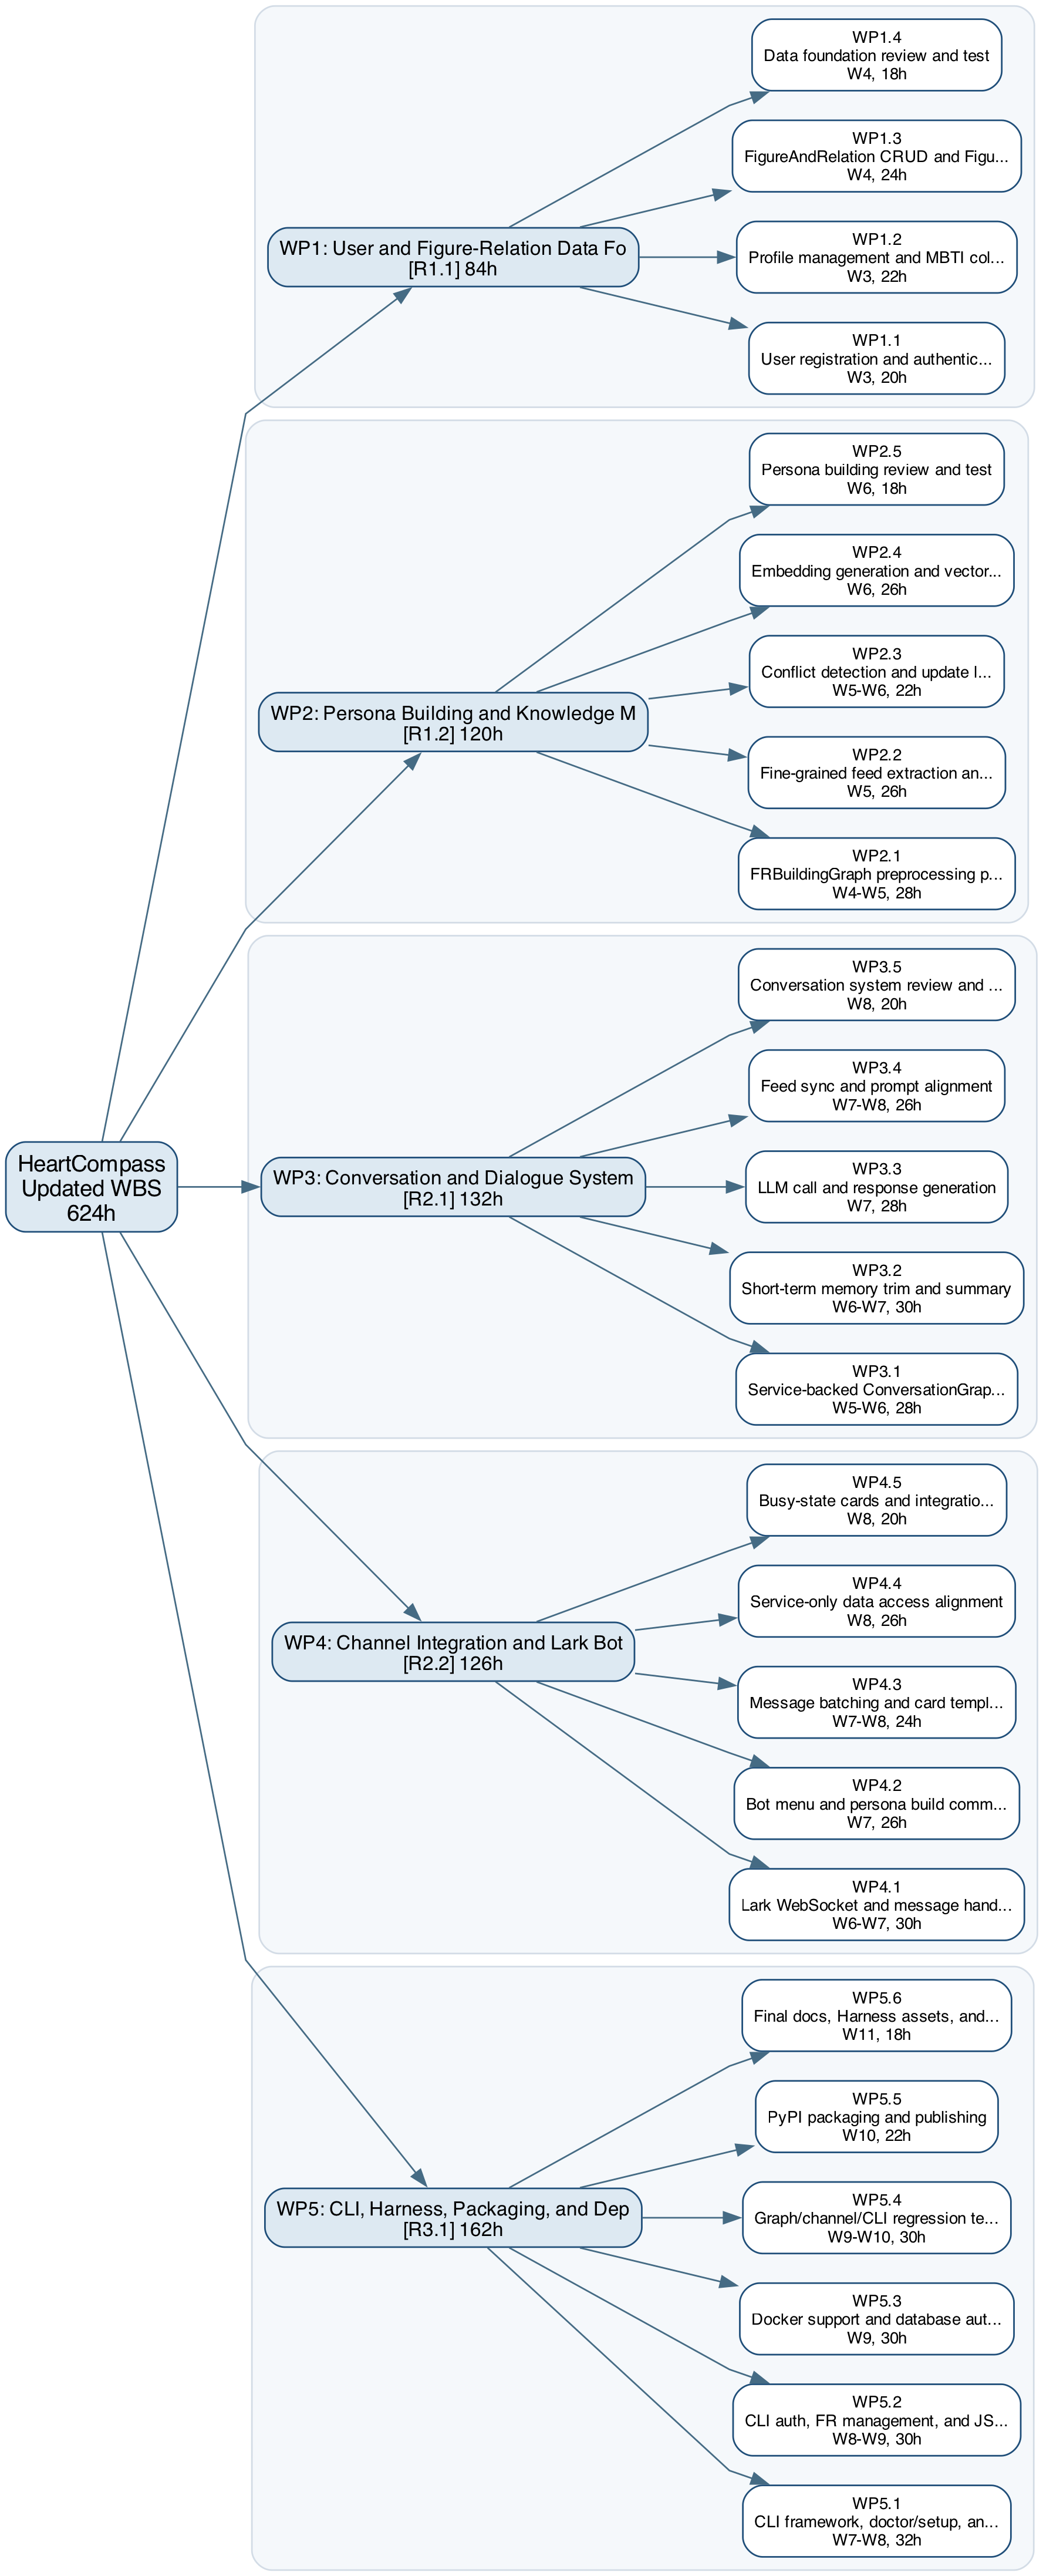 HeartCompass
Updated WBS
624h
WP1: User and Figure-Relation Data Fo
[R1.1] 84h
WP1.4
Data foundation review and test
W4, 18h
WP1.3
FigureAndRelation CRUD and Figu...
W4, 24h
WP1.2
Profile management and MBTI col...
W3, 22h
WP1.1
User registration and authentic...
W3, 20h
WP2: Persona Building and Knowledge M
[R1.2] 120h
WP2.5
Persona building review and test
W6, 18h
WP2.4
Embedding generation and vector...
W6, 26h
WP2.3
Conflict detection and update l...
W5-W6, 22h
WP2.2
Fine-grained feed extraction an...
W5, 26h
WP2.1
FRBuildingGraph preprocessing p...
W4-W5, 28h
WP3: Conversation and Dialogue System
[R2.1] 132h
WP3.5
Conversation system review and ...
W8, 20h
WP3.4
Feed sync and prompt alignment
W7-W8, 26h
WP3.3
LLM call and response generation
W7, 28h
WP3.2
Short-term memory trim and summary
W6-W7, 30h
WP3.1
Service-backed ConversationGrap...
W5-W6, 28h
WP4: Channel Integration and Lark Bot
[R2.2] 126h
WP4.5
Busy-state cards and integratio...
W8, 20h
WP4.4
Service-only data access alignment
W8, 26h
WP4.3
Message batching and card templ...
W7-W8, 24h
WP4.2
Bot menu and persona build comm...
W7, 26h
WP4.1
Lark WebSocket and message hand...
W6-W7, 30h
WP5: CLI, Harness, Packaging, and Dep
[R3.1] 162h
WP5.6
Final docs, Harness assets, and...
W11, 18h
WP5.5
PyPI packaging and publishing
W10, 22h
WP5.4
Graph/channel/CLI regression te...
W9-W10, 30h
WP5.3
Docker support and database aut...
W9, 30h
WP5.2
CLI auth, FR management, and JS...
W8-W9, 30h
WP5.1
CLI framework, doctor/setup, an...
W7-W8, 32h